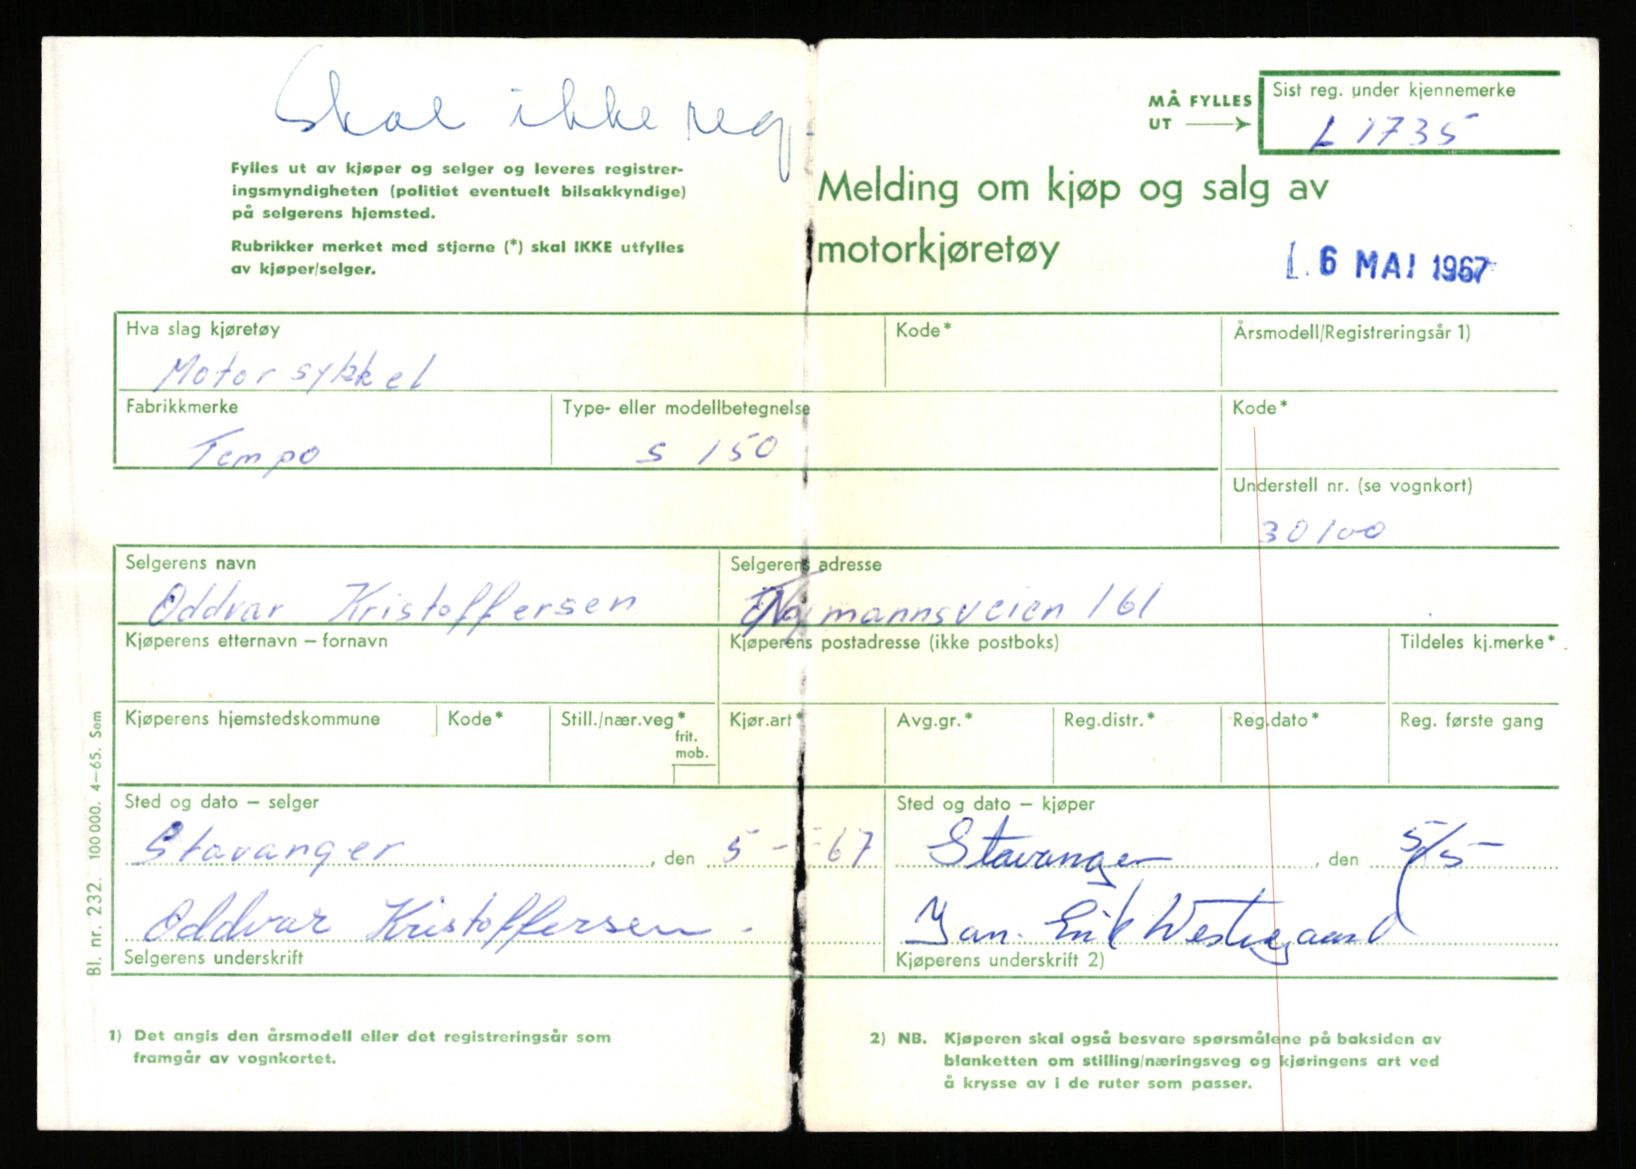 Skal ikke reg.
MÅ FYLLES UT
Sist reg. under kjennemerke
L 1735
Fylles ut av kjøper og selger og leveres registrer-
ingsmyndigheten (politiet eventuelt bilsakkyndige)
på selgerens hjemsted.
Rubrikker merket med stjerne (*) skal IKKE utfylles
av kjøper/selger.
Melding om kjøp og salg av
motorkjøretøy
6 MAI 1967
Hva slag kjøretøy
Kode*
Årsmodell/Registreringsår 1)
Motorsykkel
Fabrikkmerke
Type- eller modellbetegnelse
Kode*
Tempo
S 150
Understell nr. (se vognkort)
30100
Selgerens navn
Selgerens adresse
Oddvar Kristoffersen
mannsveien 161
Kjøperens etternavn – fornavn
Kjøperens postadresse (ikke postboks)
Tildeles kj.merke*
Kjøperens hjemstedskommune
Kode*
Still./nær.veg*
frit.
mob.
Kjør.art*
Avg.gr.*
Reg.distr.*
Reg.dato*
Reg. første gang
Sted og dato – selger
Sted og dato – kjøper
Stavanger, den 5 - 67
Stavanger, den 5/5
Oddvar Kristoffersen
Jan. Erik Westregaard
Selgerens underskrift
Kjøperens underskrift 2)
Bl. nr. 232. 100 000. 4–65. Sem
1) Det angis den årsmodell eller det registreringsår som
framgår av vognkortet.
2) NB. Kjøperen skal også besvare spørsmålene på baksiden av
blanketten om stilling/næringsveg og kjøringens art ved
å krysse av i de ruter som passer.